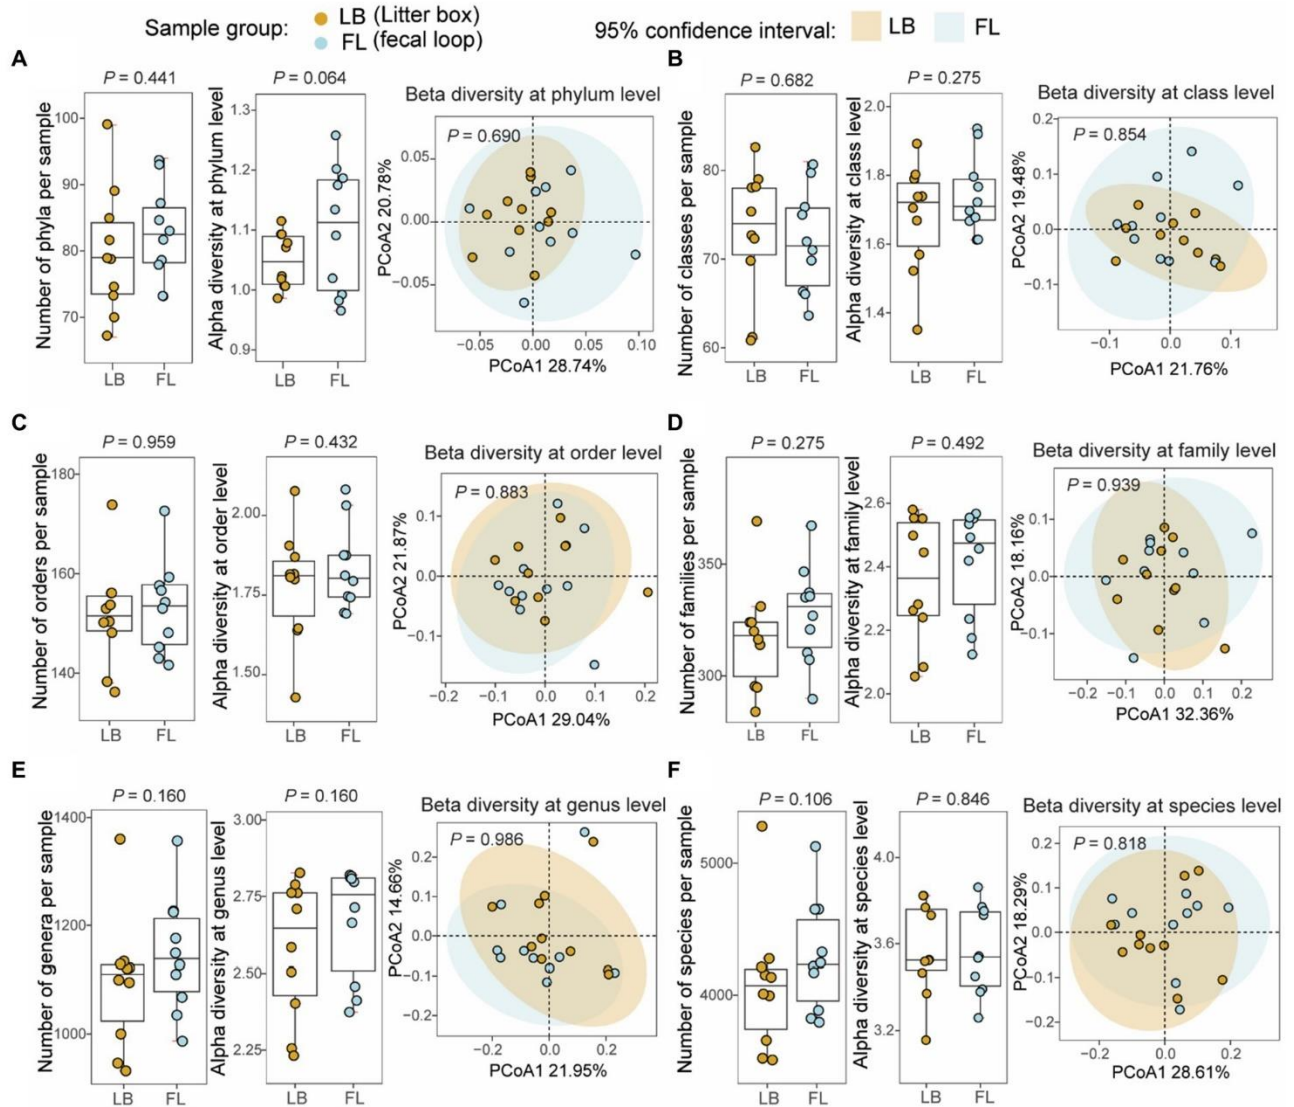 Sample group: LB (Litter box)
FL (fecal loop)
95% confidence interval: LB FL
A
P = 0.441
Number of phyla per sample
100
90
80
70
LB FL
P = 0.064
Alpha diversity at phylum level
1.3
1.2
1.1
1.0
0.9
LB FL
Beta diversity at phylum level
P = 0.690
PCoA2 20.78%
0.05
0.00
−0.05
−0.05 0.00 0.05 0.10
PCoA1 28.74%
B
P = 0.682
Number of classes per sample
80
70
60
LB FL
P = 0.275
Alpha diversity at class level
2.0
1.8
1.6
1.4
LB FL
Beta diversity at class level
P = 0.854
PCoA2 19.48%
0.2
0.1
0.0
−0.1
−0.1 0.0 0.1
PCoA1 21.76%
C
P = 0.959
Number of orders per sample
180
160
140
LB FL
P = 0.432
Alpha diversity at order level
2.00
1.75
1.50
LB FL
Beta diversity at order level
P = 0.883
PCoA2 21.87%
0.1
0.0
−0.1
−0.2 −0.1 0.0 0.1 0.2
PCoA1 29.04%
D
P = 0.275
Number of families per sample
350
300
LB FL
P = 0.492
Alpha diversity at family level
2.6
2.4
2.2
2.0
LB FL
Beta diversity at family level
P = 0.939
PCoA2 18.16%
0.1
0.0
−0.1
−0.2 −0.1 0.0 0.1 0.2
PCoA1 32.36%
E
P = 0.160
Number of genera per sample
1400
1200
1000
LB FL
P = 0.160
Alpha diversity at genus level
3.00
2.75
2.50
2.25
LB FL
Beta diversity at genus level
P = 0.986
PCoA2 14.66%
0.2
0.1
0.0
−0.1
−0.2
−0.2 0.0 0.2
PCoA1 21.95%
F
P = 0.106
Number of species per sample
5000
4000
LB FL
P = 0.846
Alpha diversity at species level
4.0
3.6
3.2
LB FL
Beta diversity at species level
P = 0.818
PCoA2 18.29%
0.2
0.1
0.0
−0.1
−0.2
−0.2 0.0 0.2
PCoA1 28.61%